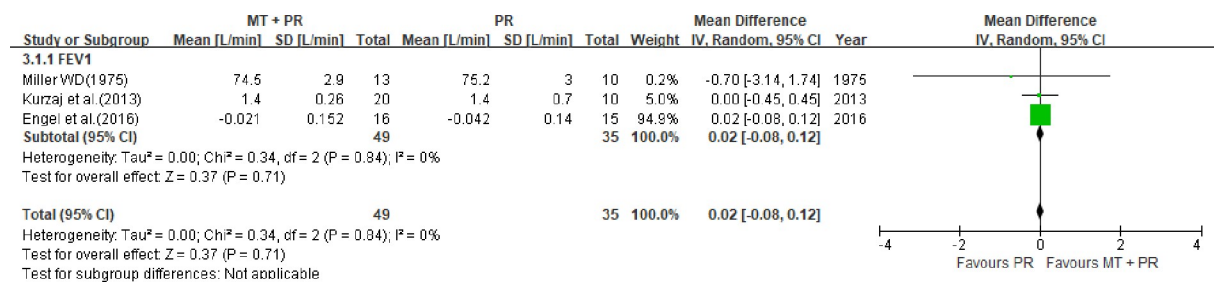 MT + PR PR Mean Difference Mean Difference
Study or Subgroup Mean [L/min] SD [L/min] Total Mean [L/min] SD [L/min] Total Weight IV, Random, 95% CI Year IV, Random, 95% CI
3.1.1 FEV1
Miller WD(1975) 74.5 2.9 13 75.2 3 10 0.2% -0.70 [-3.14, 1.74] 1975
Kurzaj et al.(2013) 1.4 0.26 20 1.4 0.7 10 5.0% 0.00 [-0.45, 0.45] 2013
Engel et al.(2016) -0.021 0.152 16 -0.042 0.14 15 94.9% 0.02 [-0.08, 0.12] 2016
Subtotal (95% CI) 49 35 100.0% 0.02 [-0.08, 0.12]
Heterogeneity: Tau² = 0.00; Chi² = 0.34, df = 2 (P = 0.84); I² = 0%
Test for overall effect: Z = 0.37 (P = 0.71)
Total (95% CI) 49 35 100.0% 0.02 [-0.08, 0.12]
Heterogeneity: Tau² = 0.00; Chi² = 0.34, df = 2 (P = 0.84); I² = 0%
Test for overall effect: Z = 0.37 (P = 0.71)
Test for subgroup differences: Not applicable
-4 -2 0 2 4
Favours PR Favours MT + PR